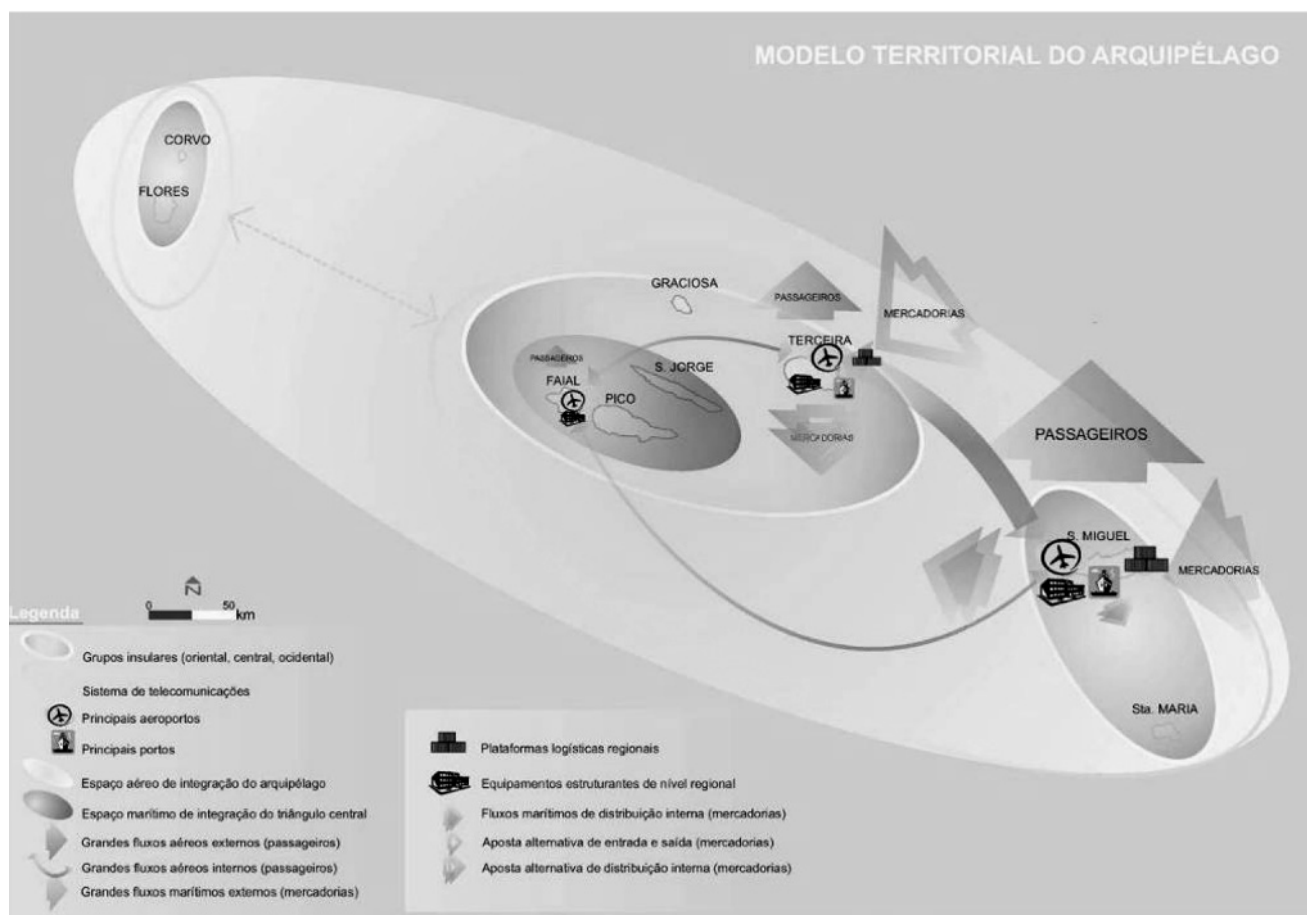 MODELO TERRITORIAL DO ARQUIPÉLAGO
CORVO
FLORES
GRACIOSA
PASSAGEIROS
MERCADORIAS
TERCEIRA
PASSAGEIROS
S. JORGE
FAIAL
PICO
MERCADORIAS
PASSAGEIROS
S. MIGUEL
MERCADORIAS
Sta. MARIA
N
0 50
km
Legenda
Grupos insulares (oriental, central, ocidental)
Sistema de telecomunicações
Principais aeroportos
Principais portos
Espaço aéreo de integração do arquipélago
Espaço marítimo de integração do triângulo central
Grandes fluxos aéreos externos (passageiros)
Grandes fluxos aéreos internos (passageiros)
Grandes fluxos marítimos externos (mercadorias)
Plataformas logísticas regionais
Equipamentos estruturantes de nível regional
Fluxos marítimos de distribuição interna (mercadorias)
Aposta alternativa de entrada e saída (mercadorias)
Aposta alternativa de distribuição interna (mercadorias)